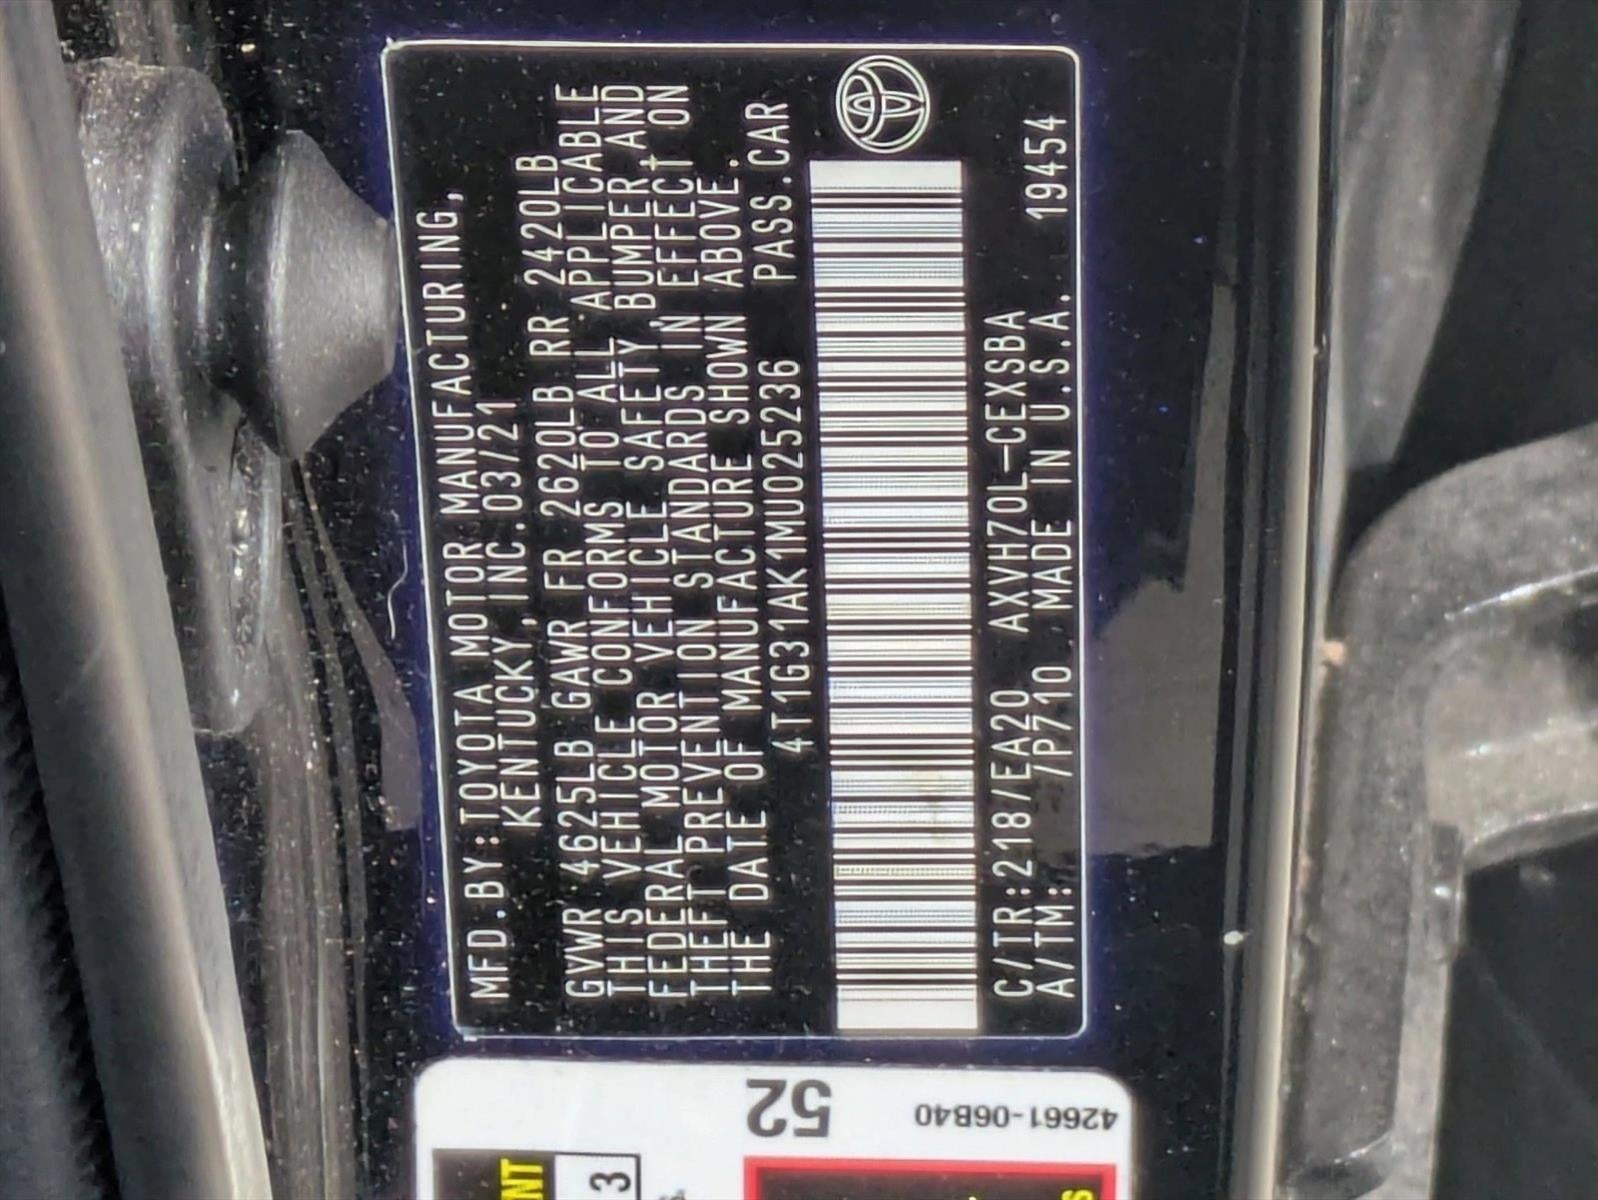 MFD.BY:TOYOTA MOTOR MANUFACTURING,
KENTUCKY, INC.03/21
GVWR 4625LB GAWR FR 2620LB RR 2420LB
THIS VEHICLE CONFORMS TO ALL APPLICABLE
FEDERAL MOTOR VEHICLE SAFETY, BUMPER, AND
THEFT PREVENTION STANDARDS IN EFFECT ON
THE DATE OF MANUFACTURE SHOWN ABOVE.
4T1G31AK1MU025236 PASS.CAR
C/TR:218/EA20 AXVH70L-CEXSBA 19454
A/TM: /P710 MADE IN U.S.A.
52
42661-06B40
NT
3